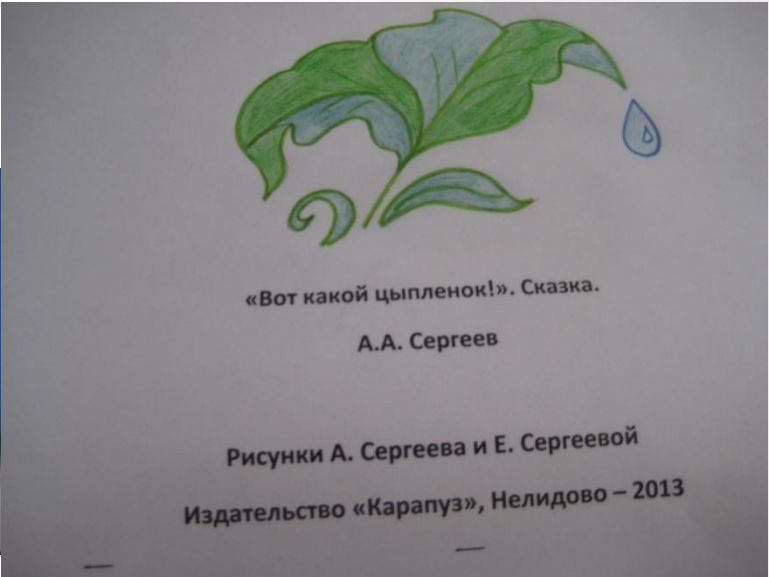 «Вот какой цыпленок!». Сказка.
А.А. Сергеев
Рисунки А. Сергеева и Е. Сергеевой
Издательство «Карапуз», Нелидово – 2013